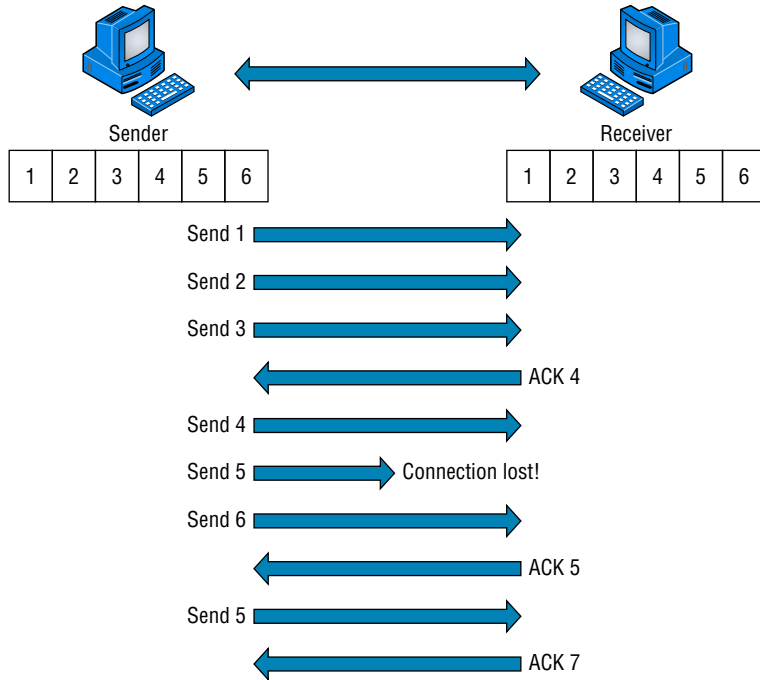 Sender Receiver
1 2 3 4 5 6 1 2 3 4 5 6
Send 1
Send 2
Send 3
ACK 4
Send 4
Send 5 Connection lost!
Send 6
ACK 5
Send 5
ACK 7